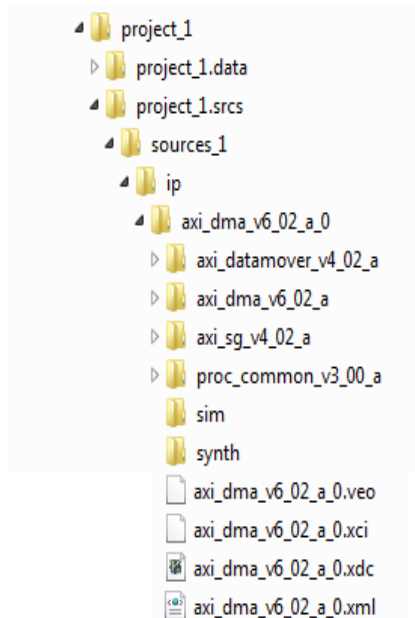 project_1
project_1.data
project_1.srcs
sources_1
ip
axi_dma_v6_02_a_0
axi_datamover_v4_02_a
axi_dma_v6_02_a
axi_sg_v4_02_a
proc_common_v3_00_a
sim
synth
axi_dma_v6_02_a_0.veo
axi_dma_v6_02_a_0.xci
axi_dma_v6_02_a_0.xdc
axi_dma_v6_02_a_0.xml